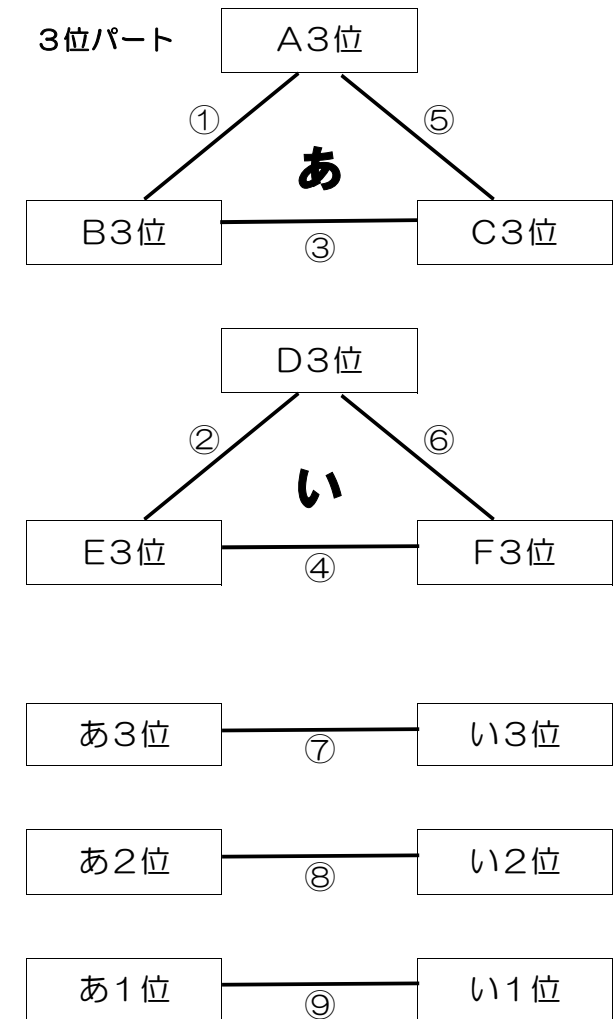 3位パート
A3位
①
⑤
あ
B3位
C3位
③
D3位
②
⑥
い
E3位
F3位
④
あ3位
い3位
⑦
あ2位
い2位
⑧
あ1位
い1位
⑨